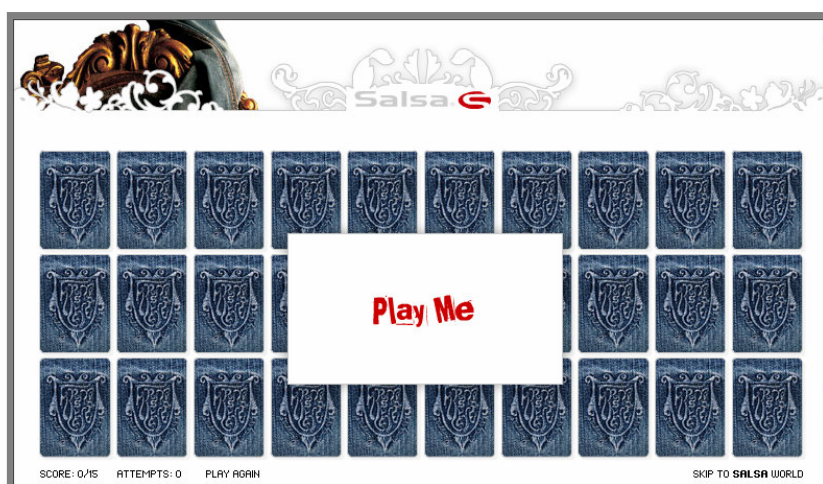 Salsa
Play Me
SCORE: 0/15 ATTEMPTS: 0 PLAY AGAIN SKIP TO SALSA WORLD